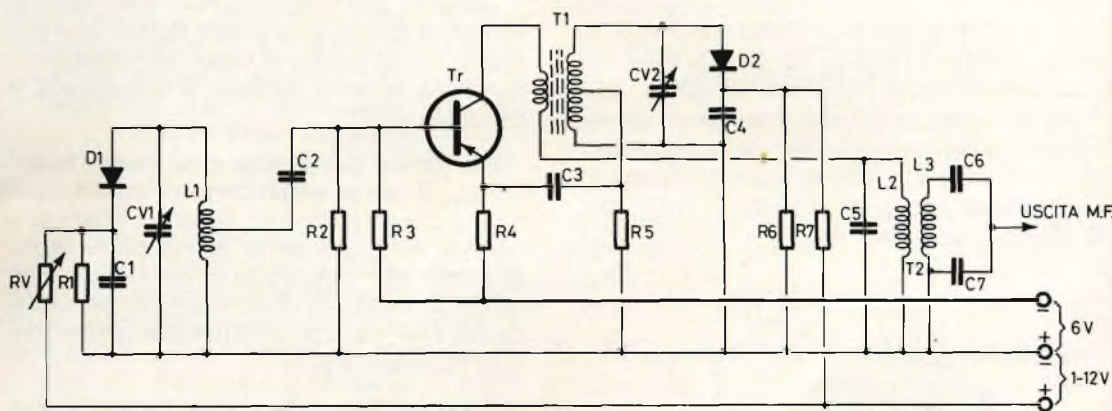 T1
Tr
CV2
D2
C4
D1
CV1
L1
C2
R2
R3
C3
R4
R5
R6
R7
C5
L2
L3
C6
USCITA M.F.
T2
C7
RV
R1
C1
-
6V
+
-
1-12V
+